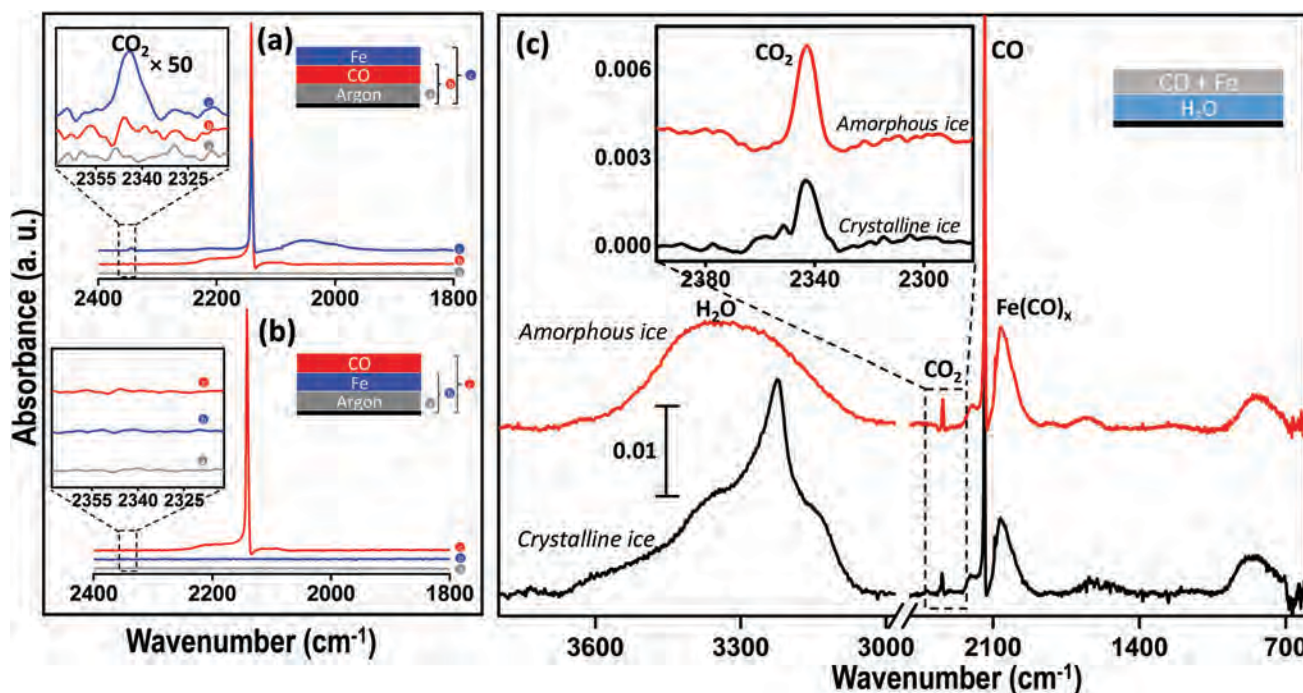 Absorbance (a. u.)
(a)
CO₂
× 50
2355 2340 2325
Fe
CO
Argon
2400 2200 2000 1800
(b)
2355 2340 2325
CO
Fe
Argon
2400 2200 2000 1800
Wavenumber (cm⁻¹)
(c)
0.006
0.003
0.000
CO₂
Amorphous ice
Crystalline ice
2380 2340 2300
CO
CO + Fe
H₂O
H₂O
Amorphous ice
Fe(CO)ₓ
CO₂
0.01
Crystalline ice
3600 3300 3000 2100 1400 700
Wavenumber (cm⁻¹)